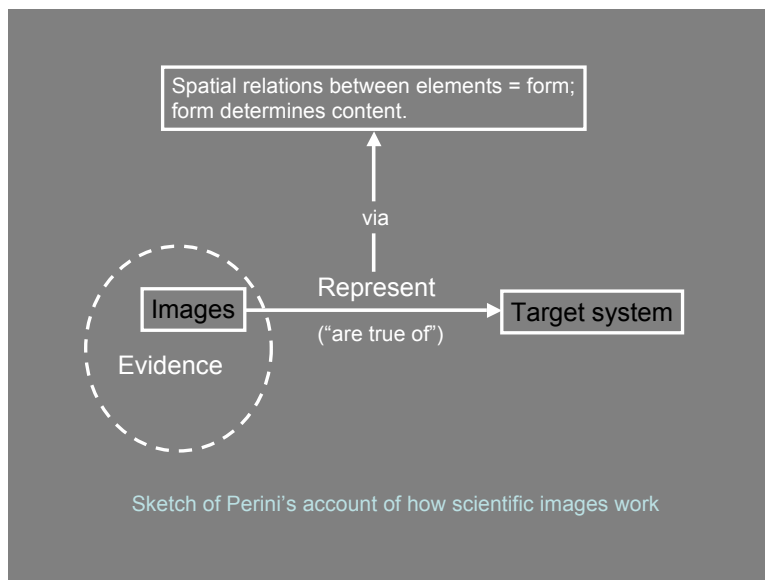 Spatial relations between elements = form;
form determines content.
via
Represent
Images
Target system
(“are true of”)
Evidence
Sketch of Perini’s account of how scientific images work